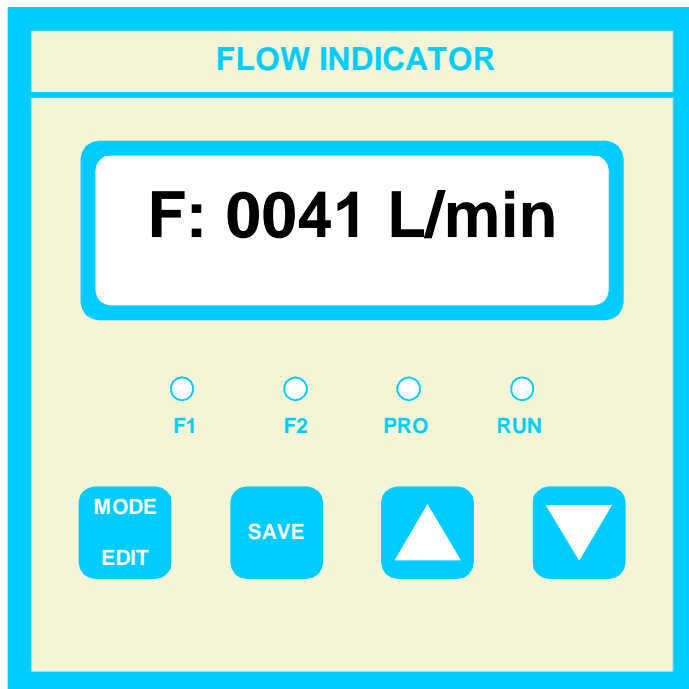 FLOW INDICATOR
F: 0041 L/min
F1 F2 PRO RUN
MODE
EDIT
SAVE